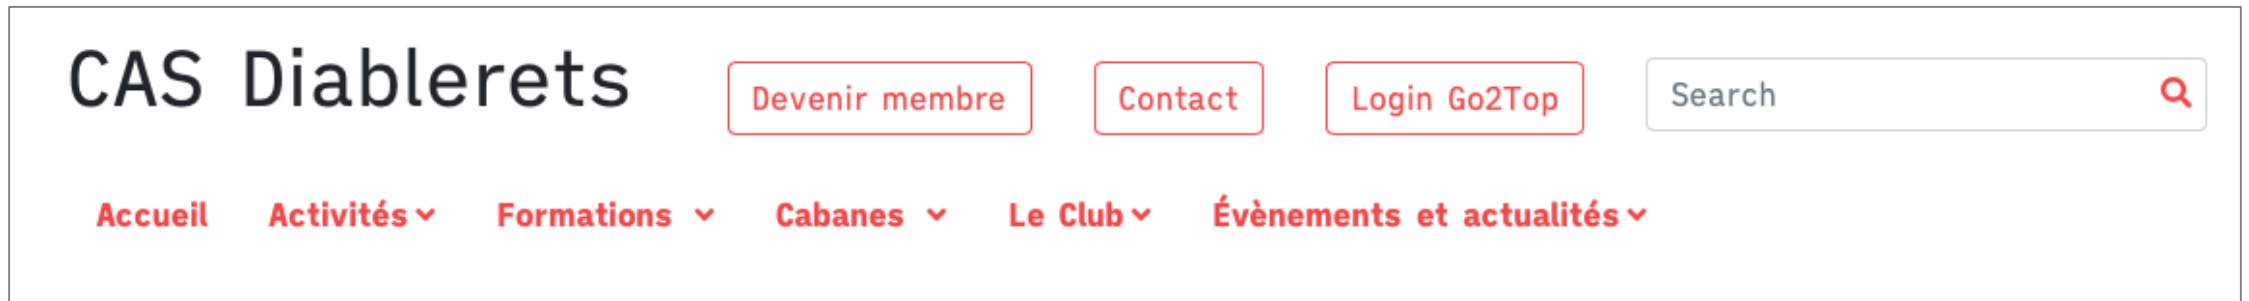 CAS Diablerets Devenir membre Contact Login Go2Top Search
Accueil Activités Formations Cabanes Le Club Évènements et actualités